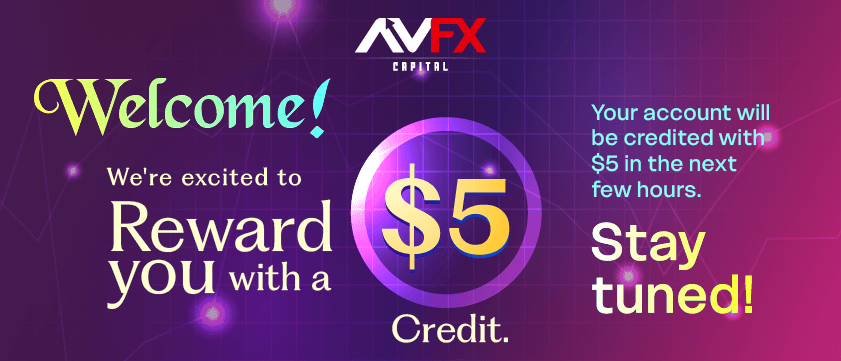 AVFX
CAPITAL
Welcome!
We're excited to
Reward
you with a
$5
Credit.
Your account will
be credited with
$5 in the next
few hours.
Stay
tuned!